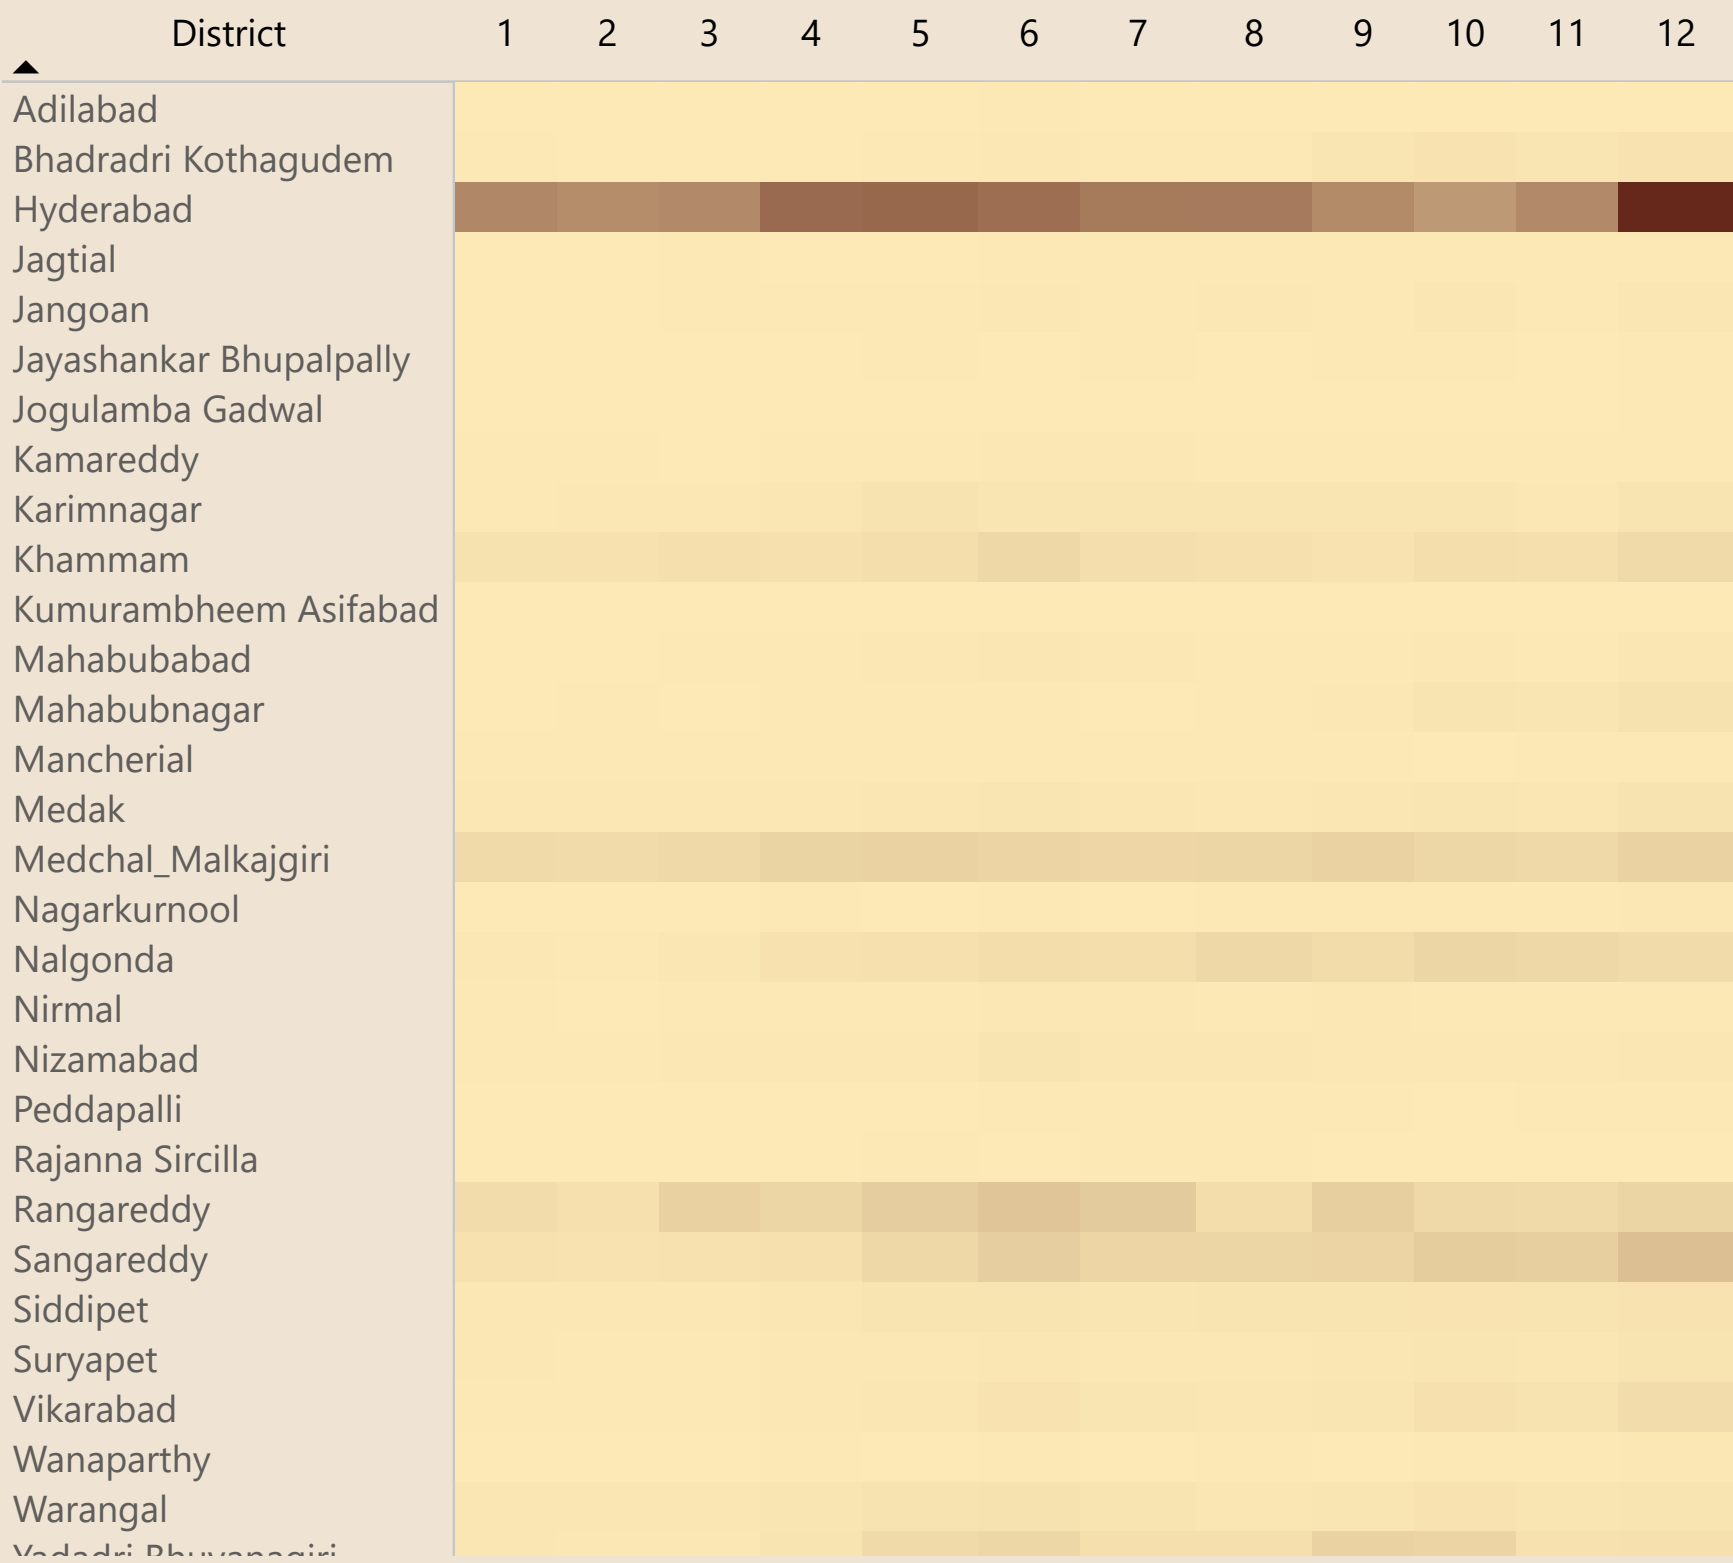 District 1 2 3 4 5 6 7 8 9 10 11 12
Adilabad
Bhadradri Kothagudem
Hyderabad
Jagtial
Jangoan
Jayashankar Bhupalpally
Jogulamba Gadwal
Kamareddy
Karimnagar
Khammam
Kumurambheem Asifabad
Mahabubabad
Mahabubnagar
Mancherial
Medak
Medchal_Malkajgiri
Nagarkurnool
Nalgonda
Nirmal
Nizamabad
Peddapalli
Rajanna Sircilla
Rangareddy
Sangareddy
Siddipet
Suryapet
Vikarabad
Wanaparthy
Warangal
Yadadri Bhuvanagiri